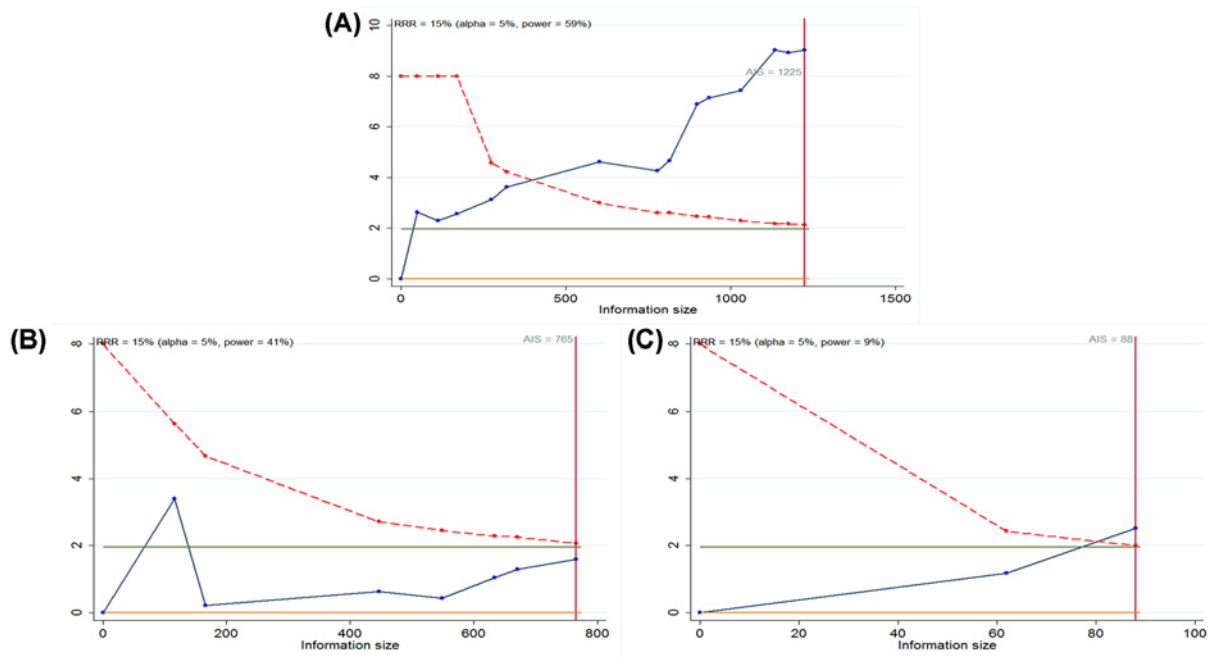 (A)
RRR = 15% (alpha = 5%, power = 59%)
AIS = 1225
10
8
6
4
2
0
0 500 1000 1500
Information size
(B)
RRR = 15% (alpha = 5%, power = 41%)
AIS = 765
8
6
4
2
0
0 200 400 600 800
Information size
(C)
RRR = 15% (alpha = 5%, power = 9%)
AIS = 88
8
6
4
2
0
0 20 40 60 80 100
Information size